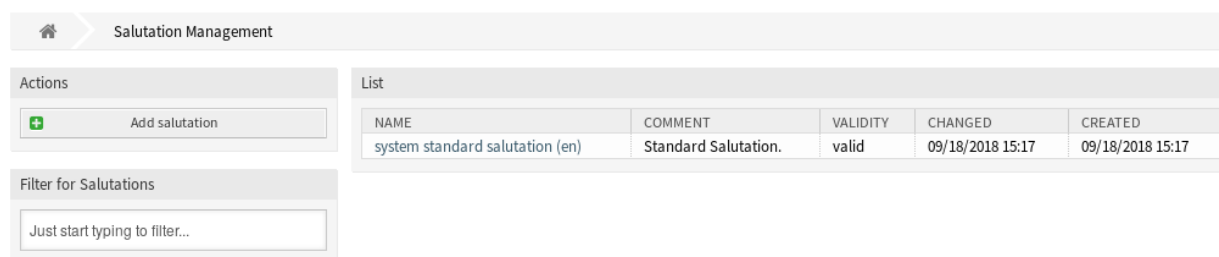 Salutation Management
Actions
Add salutation
Filter for Salutations
Just start typing to filter...
List
NAME COMMENT VALIDITY CHANGED CREATED
system standard salutation (en) Standard Salutation. valid 09/18/2018 15:17 09/18/2018 15:17